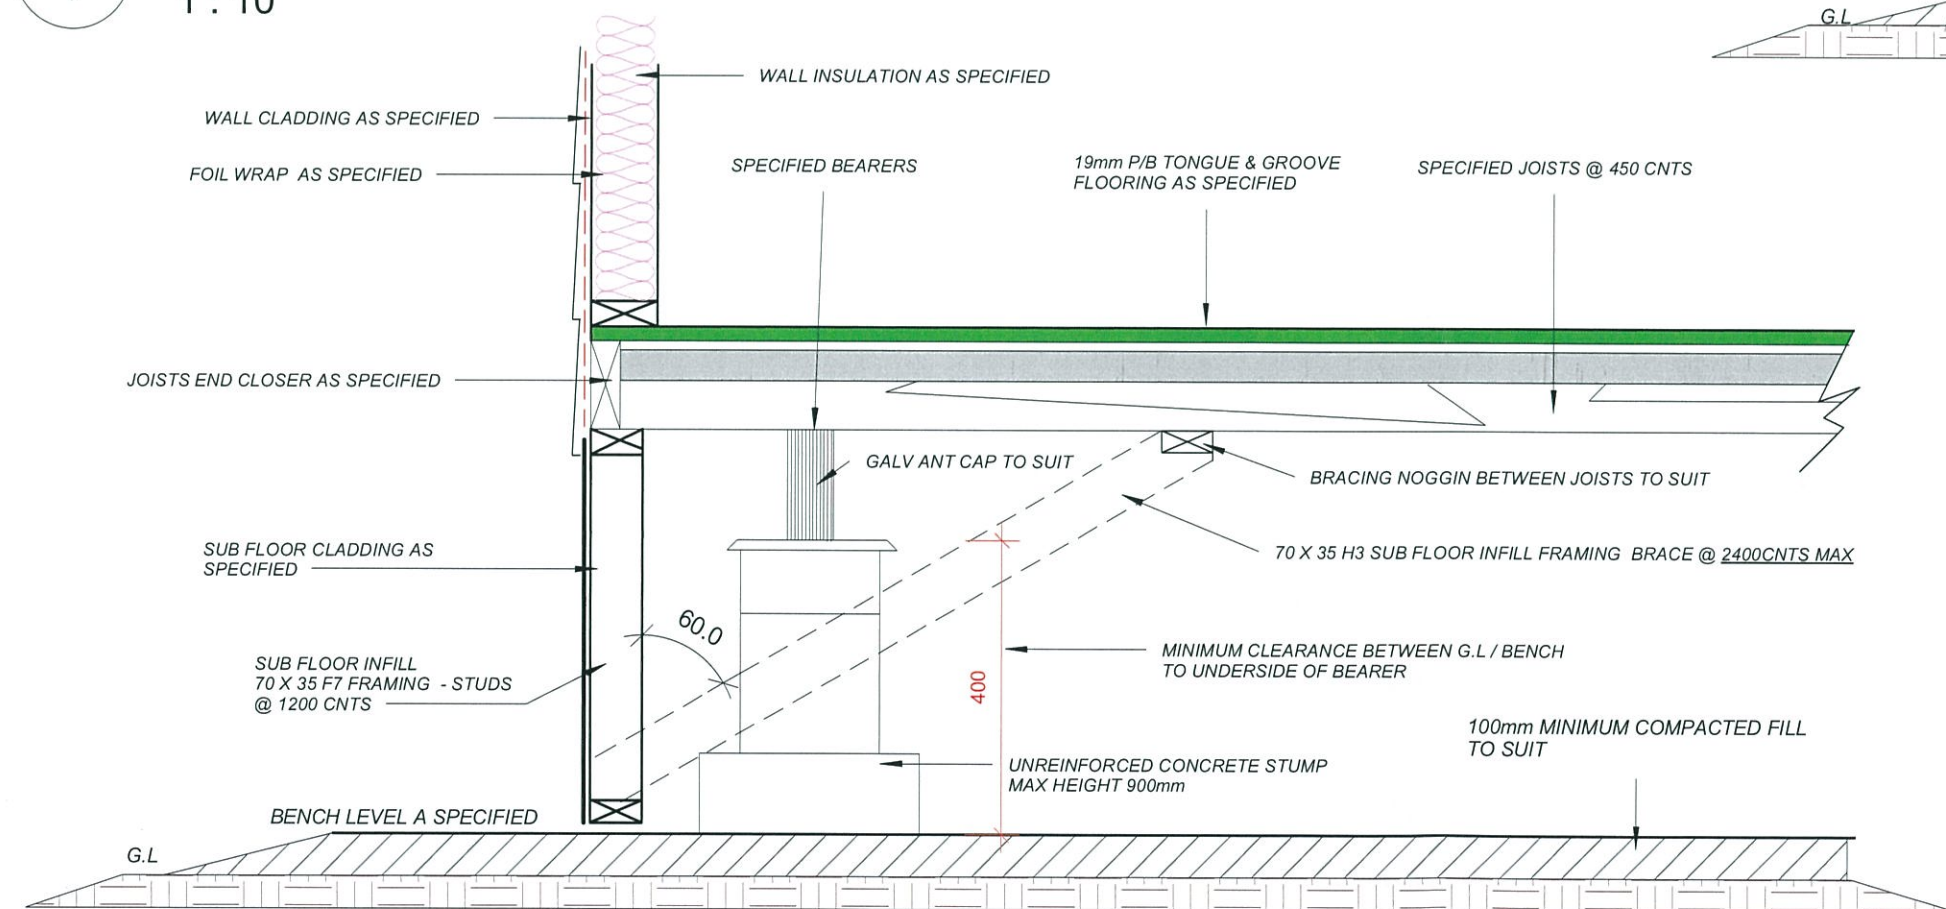 1 : 10
G.L
WALL INSULATION AS SPECIFIED
WALL CLADDING AS SPECIFIED
FOIL WRAP AS SPECIFIED
SPECIFIED BEARERS
19mm P/B TONGUE & GROOVE
FLOORING AS SPECIFIED
SPECIFIED JOISTS @ 450 CNTS
JOISTS END CLOSER AS SPECIFIED
GALV ANT CAP TO SUIT
BRACING NOGGIN BETWEEN JOISTS TO SUIT
SUB FLOOR CLADDING AS
SPECIFIED
70 X 35 H3 SUB FLOOR INFILL FRAMING BRACE @ 2400CNTS MAX
60.0
SUB FLOOR INFILL
70 X 35 F7 FRAMING - STUDS
@ 1200 CNTS
MINIMUM CLEARANCE BETWEEN G.L / BENCH
TO UNDERSIDE OF BEARER
400
100mm MINIMUM COMPACTED FILL
TO SUIT
UNREINFORCED CONCRETE STUMP
MAX HEIGHT 900mm
BENCH LEVEL A SPECIFIED
G.L